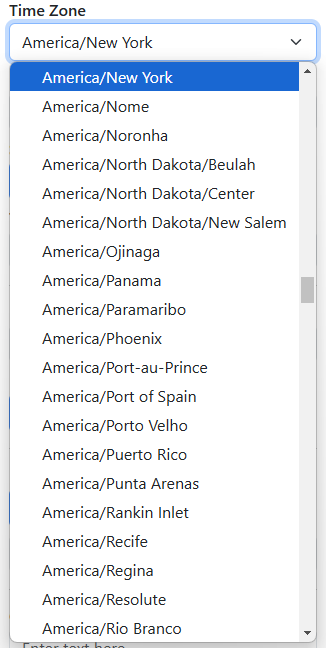 Time Zone
America/New York
America/New York
America/Nome
America/Noronha
America/North Dakota/Beulah
America/North Dakota/Center
America/North Dakota/New Salem
America/Ojinaga
America/Panama
America/Paramaribo
America/Phoenix
America/Port-au-Prince
America/Port of Spain
America/Porto Velho
America/Puerto Rico
America/Punta Arenas
America/Rankin Inlet
America/Recife
America/Regina
America/Resolute
America/Rio Branco
Enter text here